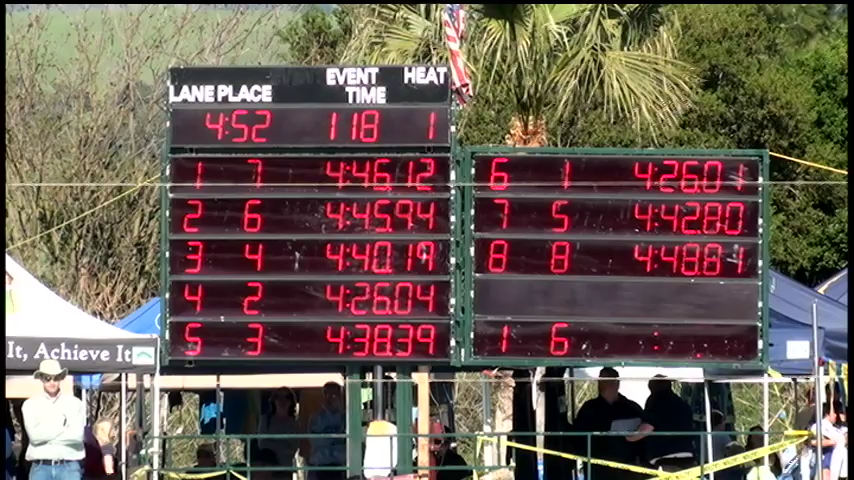 EVENT HEAT
LANE PLACE TIME
4:52 118 1
1 7 4:46.12
2 6 4:45.94
3 4 4:40.19
4 2 4:26.04
5 3 4:38.39
6 1 4:26.01
7 5 4:42.80
8 8 4:48.81
1 6 : .
It, Achieve It